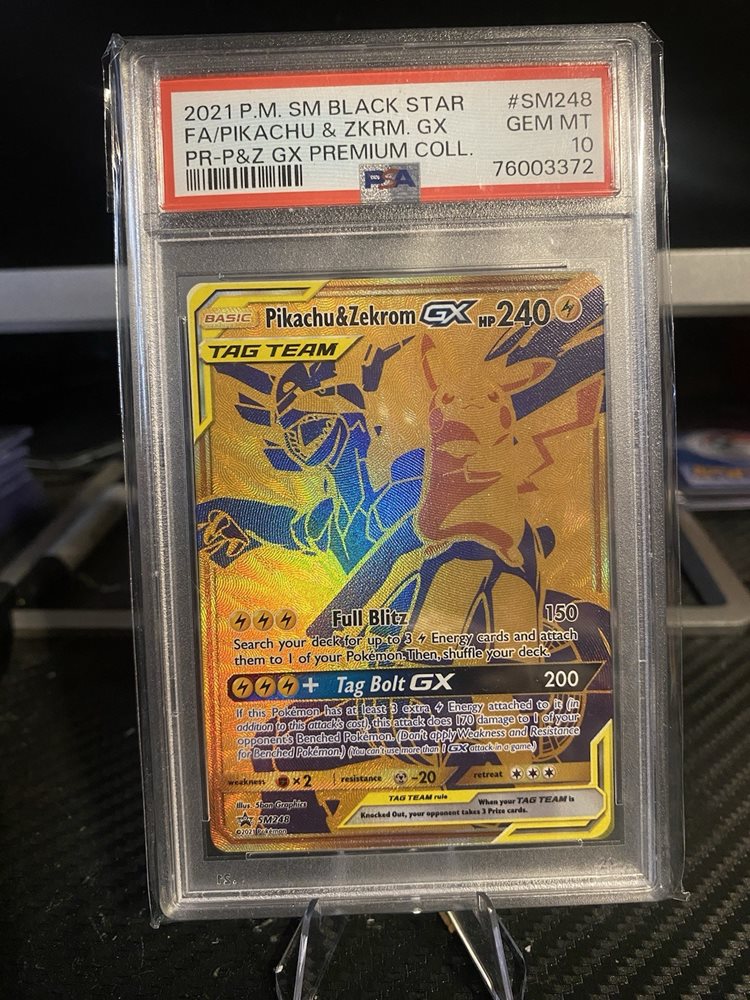 2021 P.M. SM BLACK STAR #SM248
FA/PIKACHU & ZKRM. GX GEM MT
PR-P&Z GX PREMIUM COLL. 10
PSA 76003372
BASIC Pikachu&Zekrom GX HP 240
TAG TEAM
Full Blitz 150
Search your deck for up to 3 Energy cards and attach
them to 1 of your Pokémon. Then, shuffle your deck.
+ Tag Bolt GX 200
If this Pokémon has at least 3 extra Energy attached to it (in
addition to this attack's cost), this attack does 170 damage to 1 of your
opponent's Benched Pokémon. (Don't apply Weakness and Resistance
for Benched Pokémon.) (You can't use more than 1 GX attack in a game.)
weakness ×2 resistance -20 retreat
TAG TEAM rule When your TAG TEAM is
Knocked Out, your opponent takes 3 Prize cards.
Illus. 5ban Graphics
SM248
©2021 Pokémon